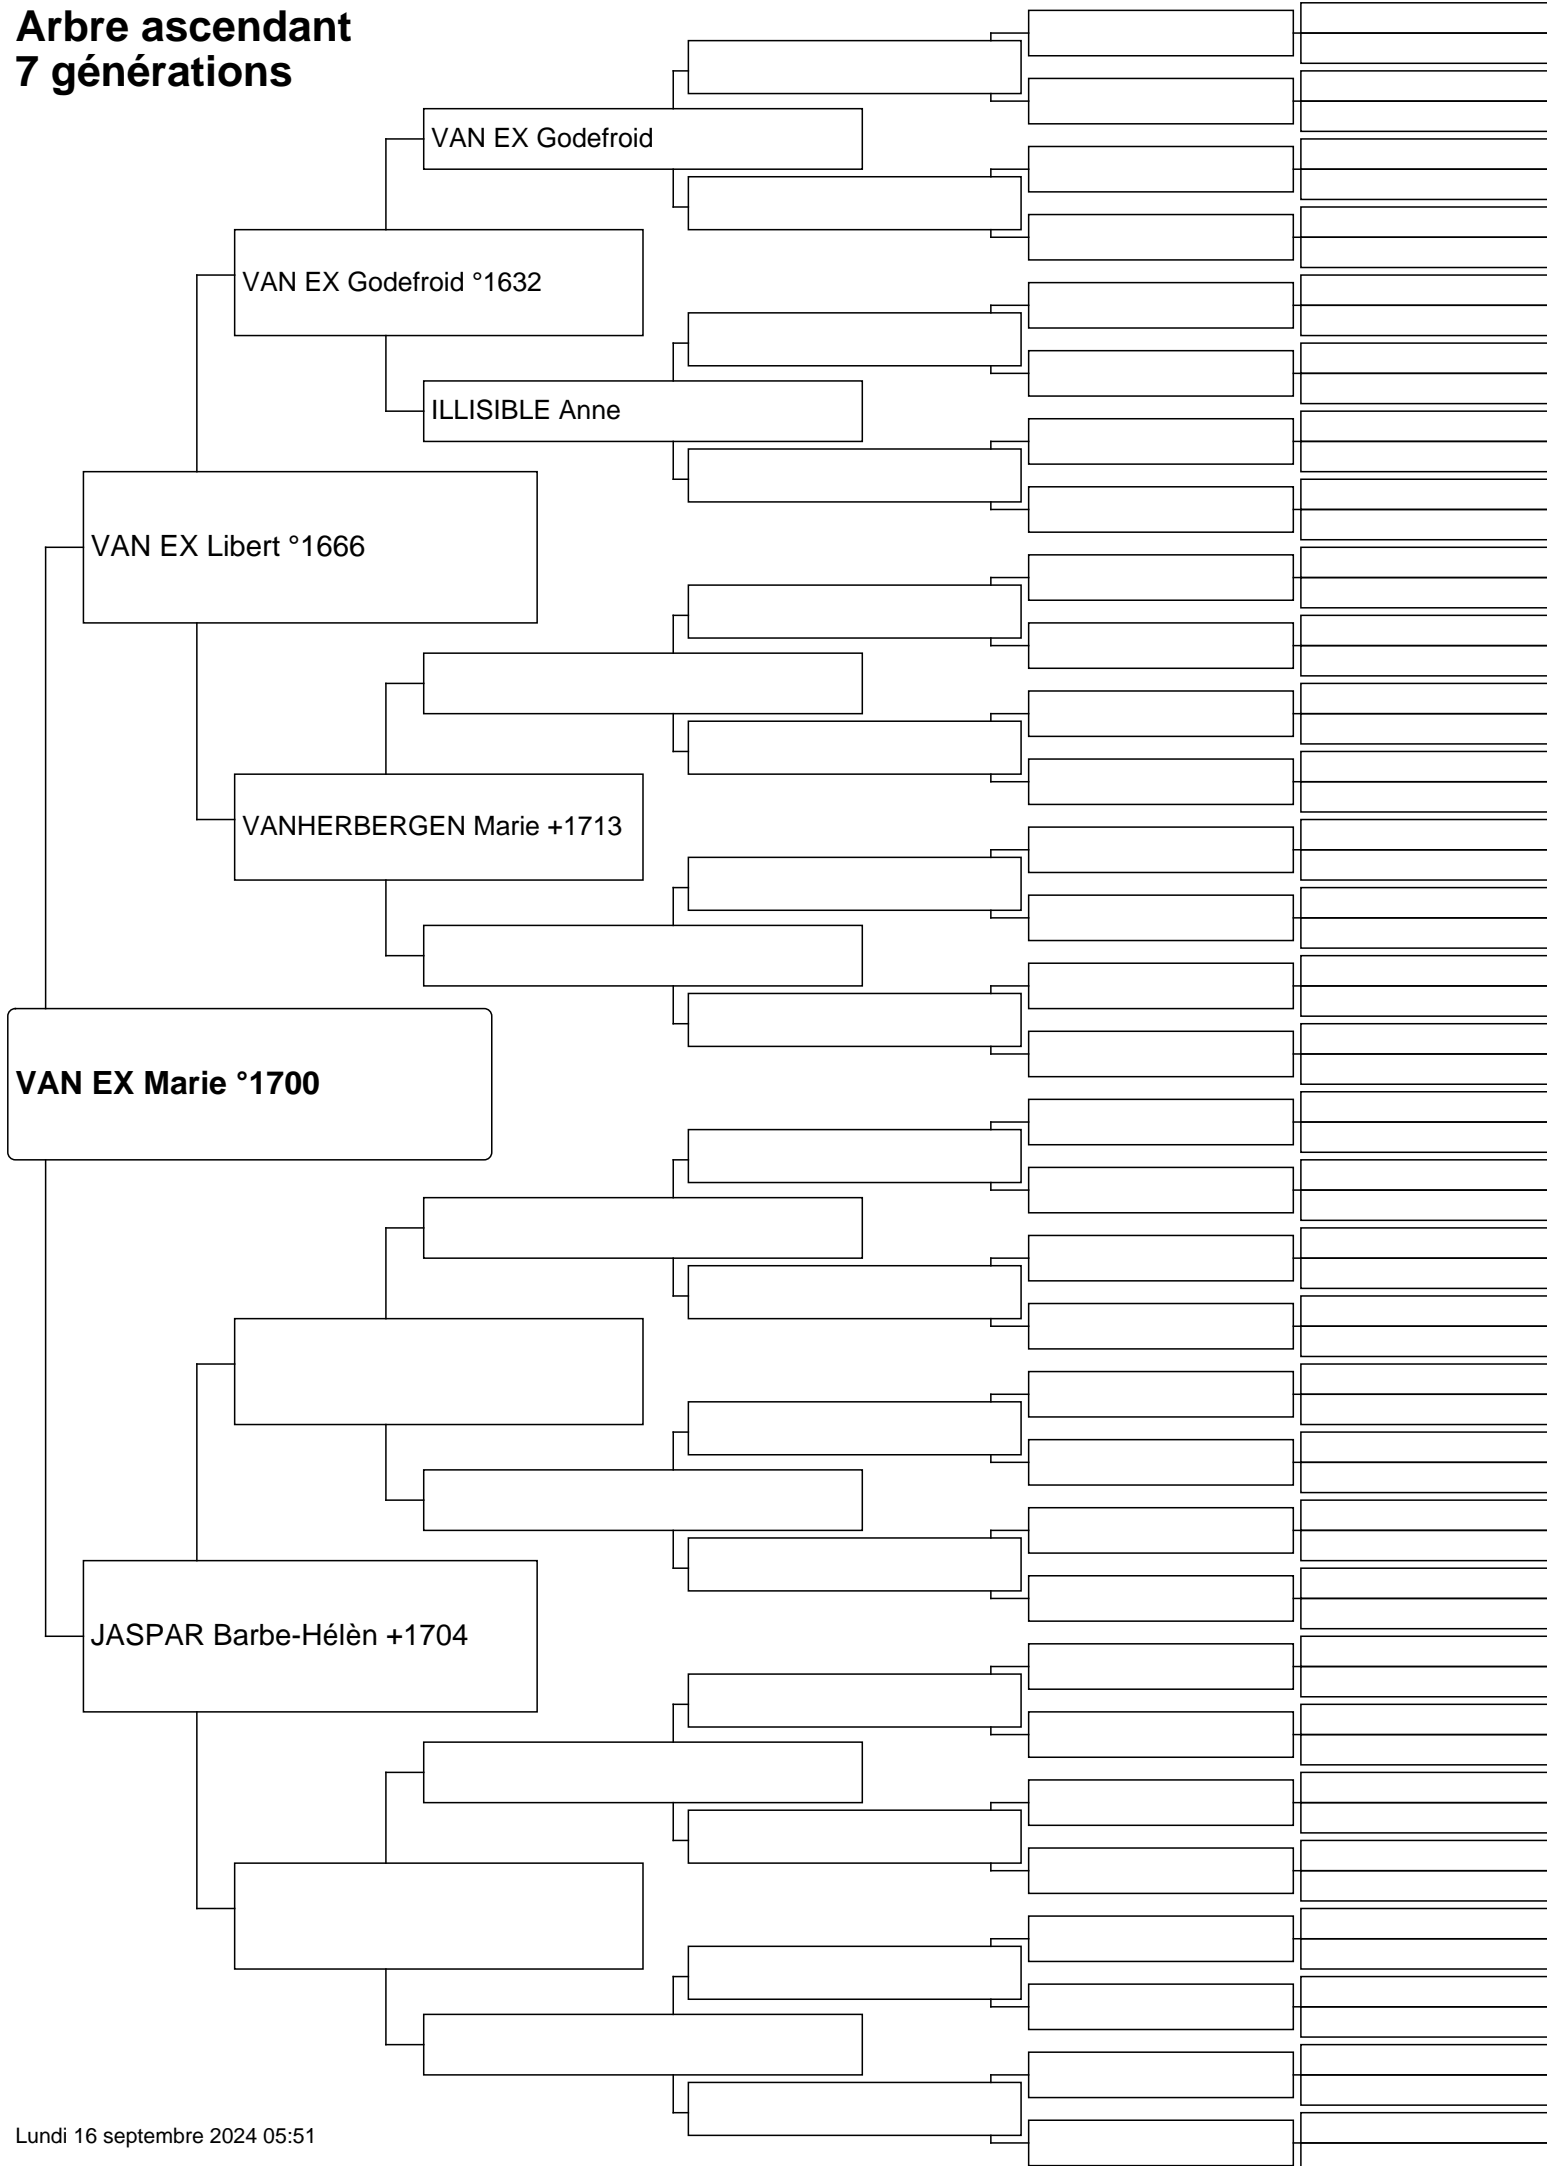 Arbre ascendant
7 générations
VAN EX Godefroid
VAN EX Godefroid °1632
ILLISIBLE Anne
VAN EX Libert °1666
VANHERBERGEN Marie +1713
VAN EX Marie °1700
JASPAR Barbe-Hélèn +1704
Lundi 16 septembre 2024 05:51